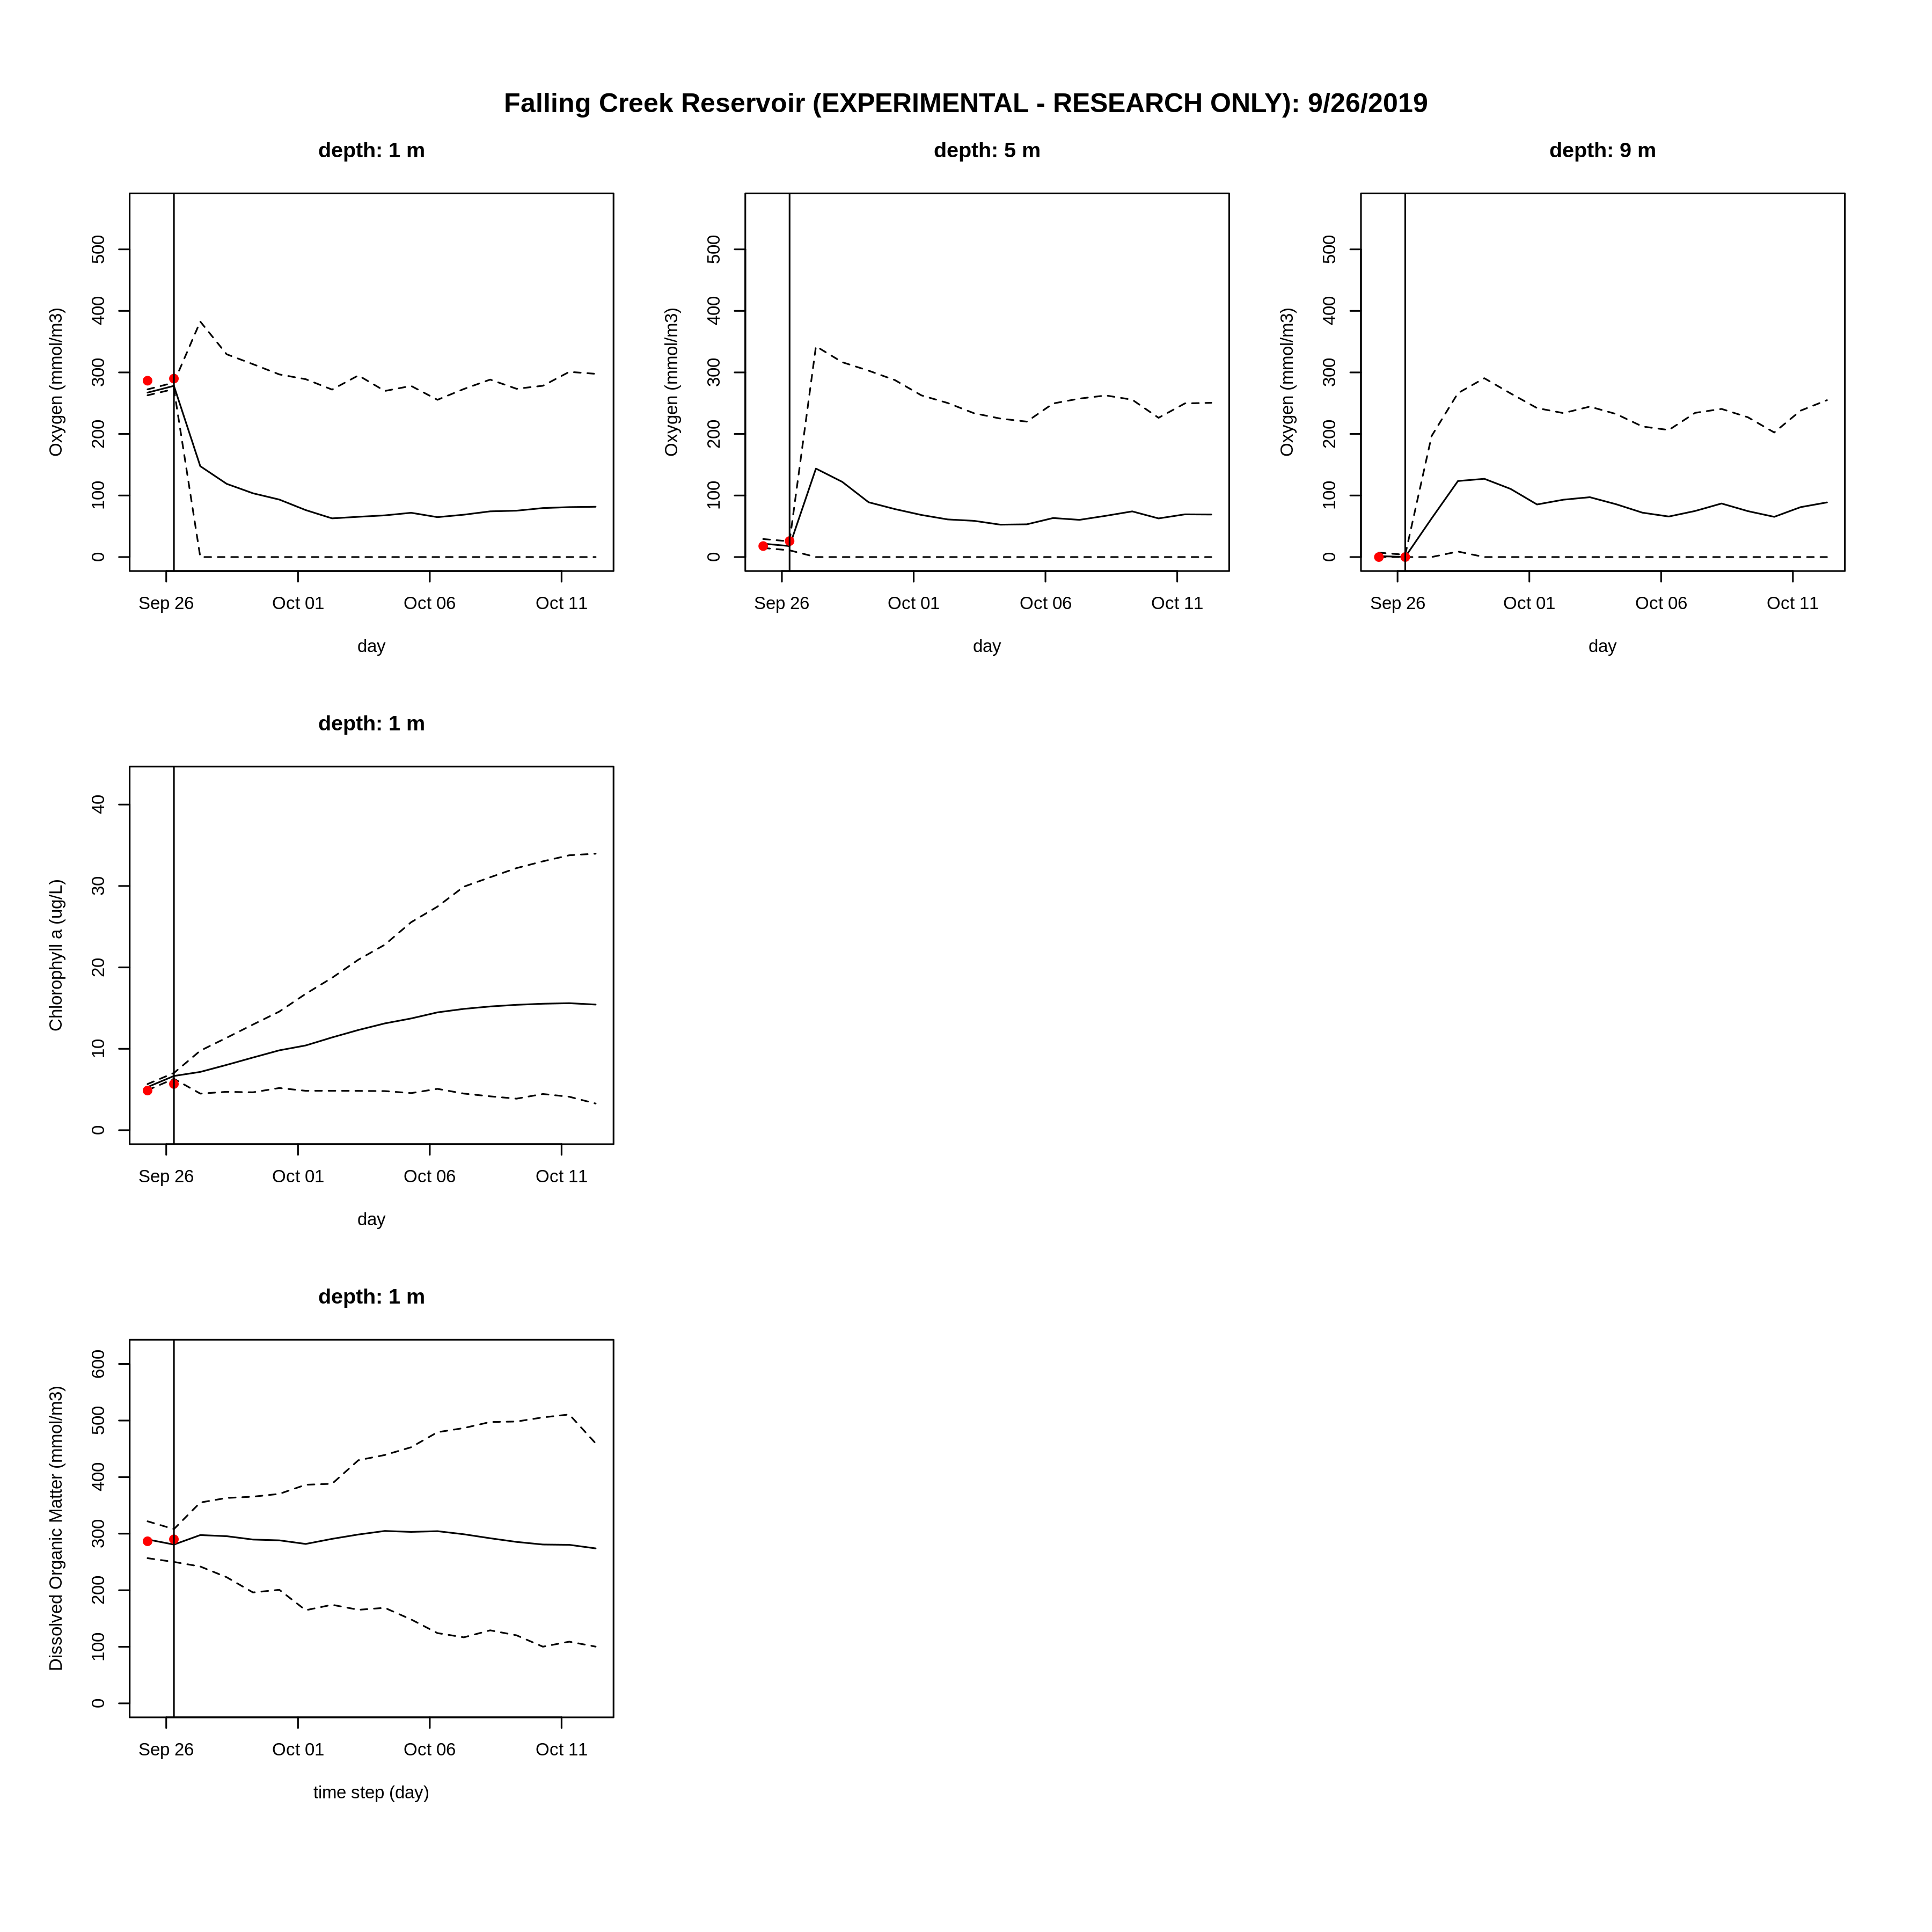 Falling Creek Reservoir (EXPERIMENTAL - RESEARCH ONLY): 9/26/2019
depth: 1 m
Oxygen (mmol/m3)
500
400
300
200
100
0
Sep 26 Oct 01 Oct 06 Oct 11
day
depth: 5 m
Oxygen (mmol/m3)
500
400
300
200
100
0
Sep 26 Oct 01 Oct 06 Oct 11
day
depth: 9 m
Oxygen (mmol/m3)
500
400
300
200
100
0
Sep 26 Oct 01 Oct 06 Oct 11
day
depth: 1 m
Chlorophyll a (ug/L)
40
30
20
10
0
Sep 26 Oct 01 Oct 06 Oct 11
day
depth: 1 m
Dissolved Organic Matter (mmol/m3)
600
500
400
300
200
100
0
Sep 26 Oct 01 Oct 06 Oct 11
time step (day)